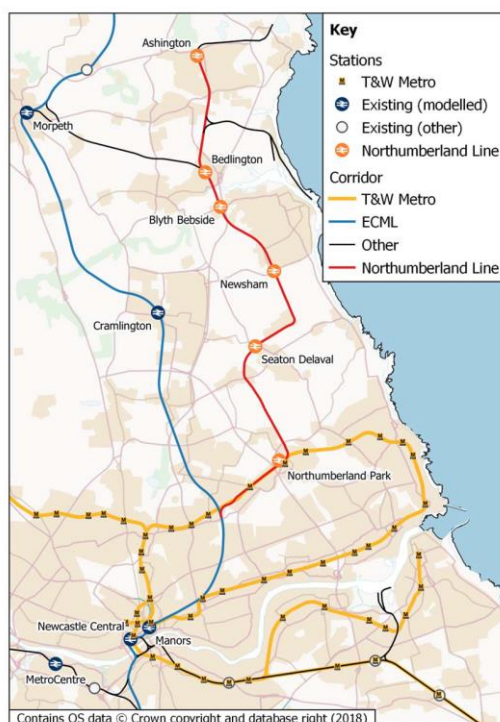 Ashington
Morpeth
Bedlington
Blyth Bebside
Newsham
Cramlington
Seaton Delaval
Northumberland Park
Newcastle Central
Manors
MetroCentre
Key
Stations
T&W Metro
Existing (modelled)
Existing (other)
Northumberland Line
Corridor
T&W Metro
ECML
Other
Northumberland Line
Contains OS data © Crown copyright and database right (2018)